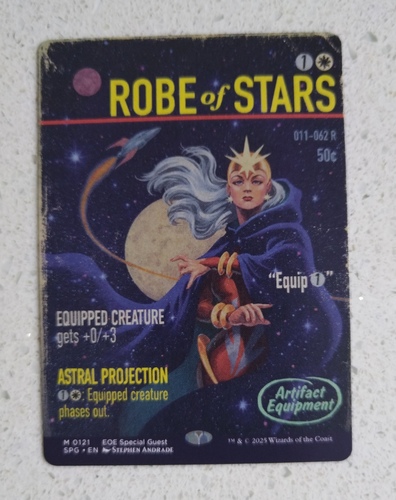 1
ROBE of STARS
011-062 R
50¢
"Equip 1"
EQUIPPED CREATURE
gets +0/+3
ASTRAL PROJECTION
1 : Equipped creature
phases out.
Artifact
Equipment
M 0121 EOE Special Guest
SPG • EN Stephen Andrade
™ & © 2025 Wizards of the Coast